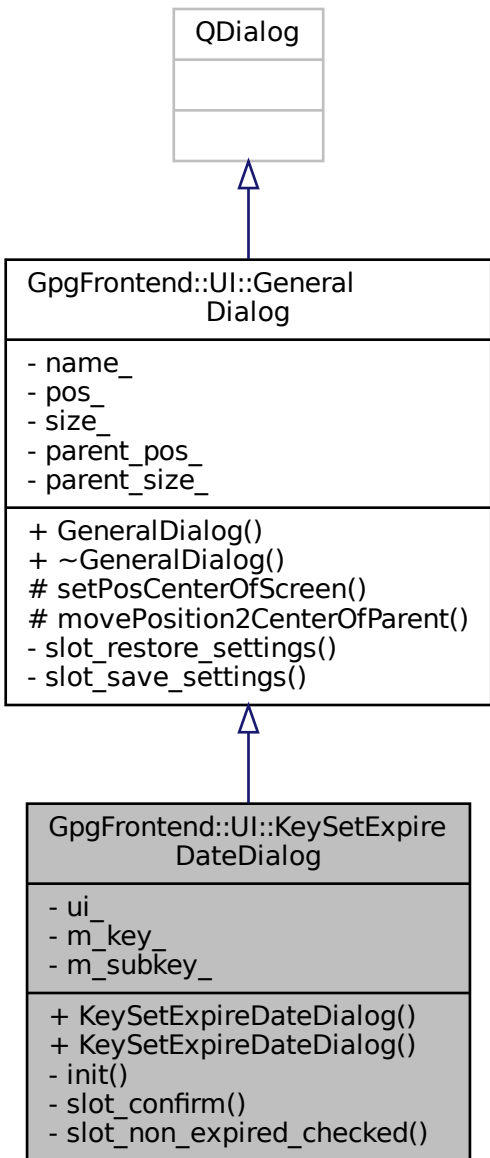 QDialog
GpgFrontend::UI::General
Dialog
- name_
- pos_
- size_
- parent_pos_
- parent_size_
+ GeneralDialog()
+ ~GeneralDialog()
# setPosCenterOfScreen()
# movePosition2CenterOfParent()
- slot_restore_settings()
- slot_save_settings()
GpgFrontend::UI::KeySetExpire
DateDialog
- ui_
- m_key_
- m_subkey_
+ KeySetExpireDateDialog()
+ KeySetExpireDateDialog()
- init()
- slot_confirm()
- slot_non_expired_checked()